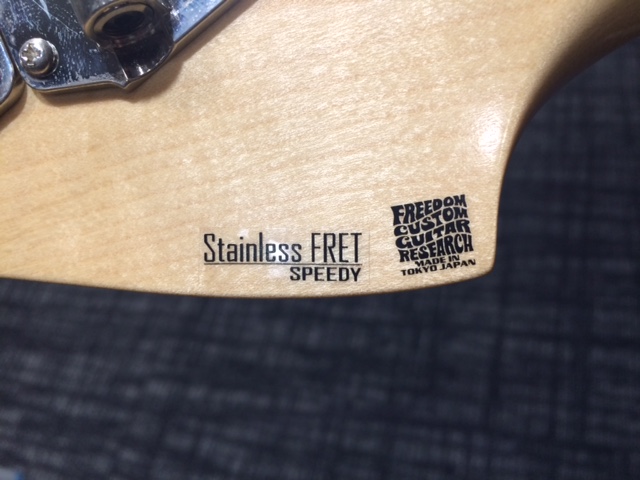 Stainless FRET
SPEEDY
FREEDOM
CUSTOM
GUITAR
RESEARCH
MADE IN
TOKYO JAPAN